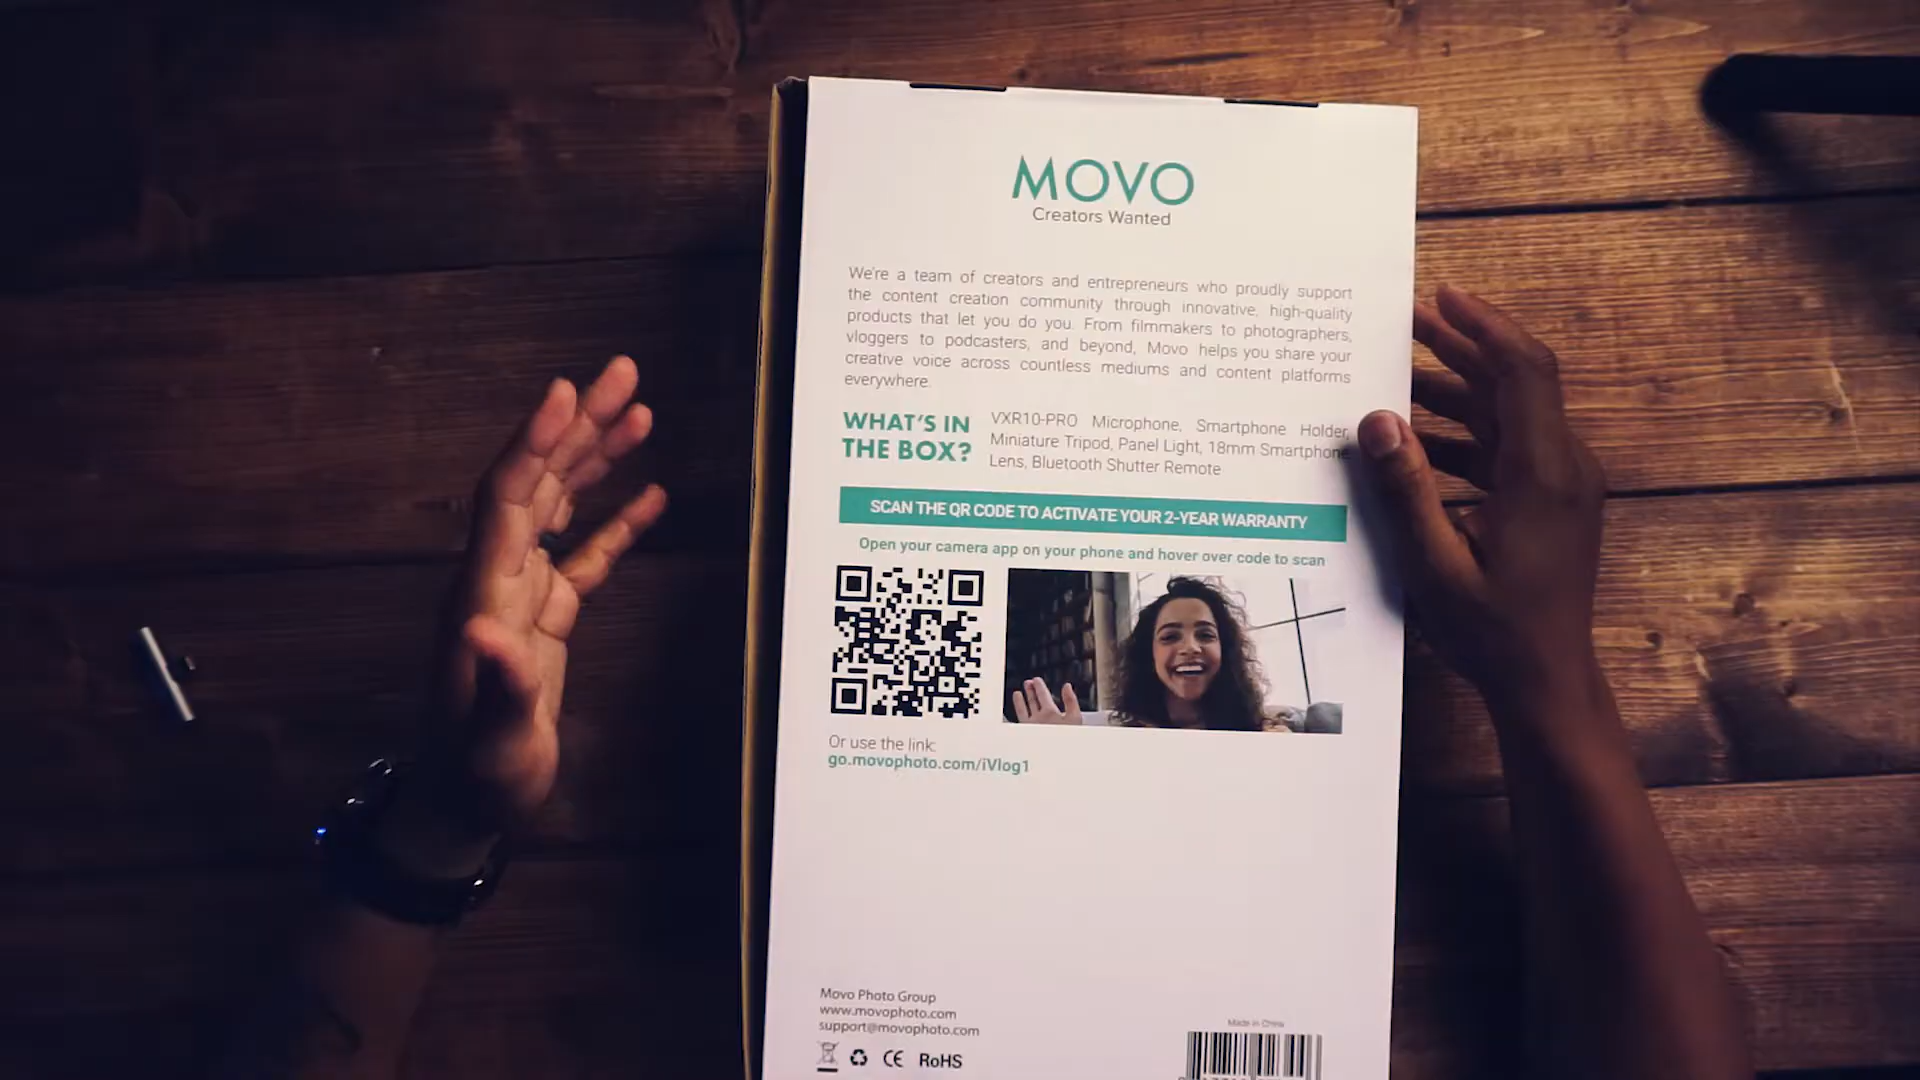 MOVO
Creators Wanted
We're a team of creators and entrepreneurs who proudly support
the content creation community through innovative, high-quality
products that let you do you. From filmmakers to photographers,
vloggers to podcasters, and beyond, Movo helps you share your
creative voice across countless mediums and content platforms
everywhere.
WHAT'S IN
THE BOX?
VXR10-PRO Microphone, Smartphone Holder,
Miniature Tripod, Panel Light, 18mm Smartphone
Lens, Bluetooth Shutter Remote
SCAN THE QR CODE TO ACTIVATE YOUR 2-YEAR WARRANTY
Open your camera app on your phone and hover over code to scan
Or use the link:
go.movophoto.com/iVlog1
Movo Photo Group
www.movophoto.com
support@movophoto.com
CE RoHS
Made in China